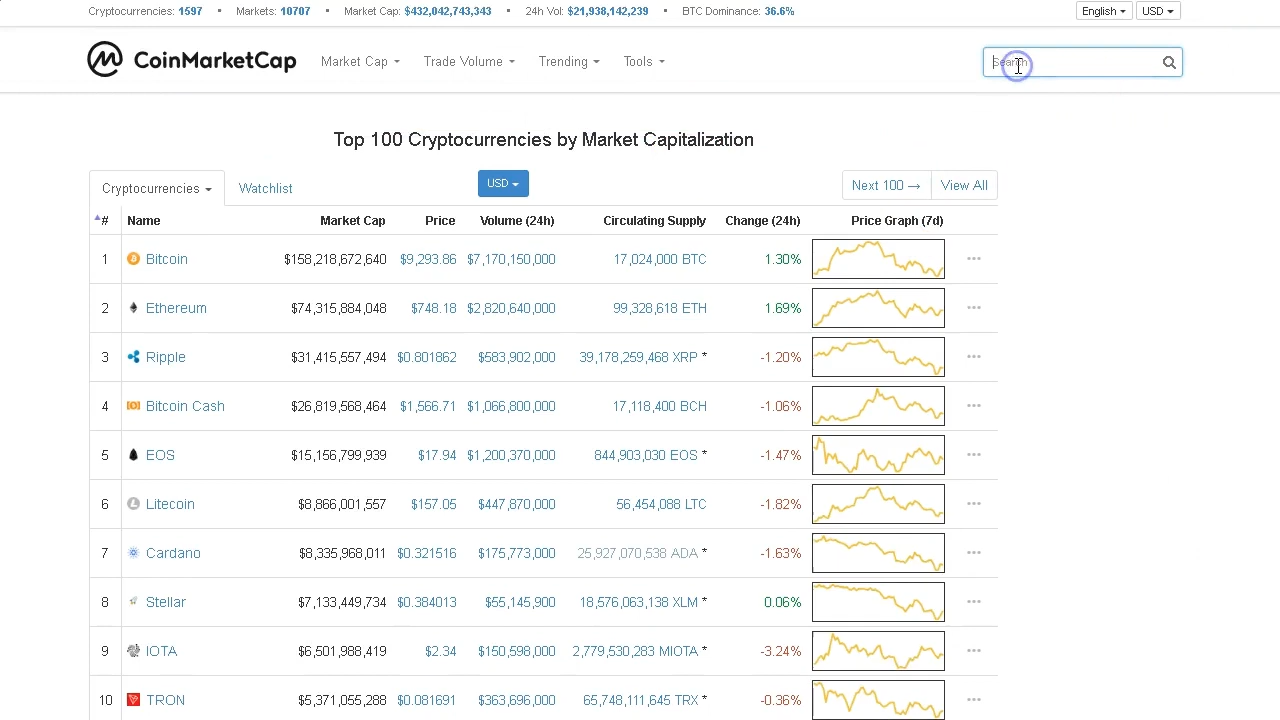 Cryptocurrencies: 1597 • Markets: 10707 • Market Cap: $432,042,743,343 • 24h Vol: $21,938,142,239 • BTC Dominance: 36.6% English USD
CoinMarketCap Market Cap Trade Volume Trending Tools Search
Top 100 Cryptocurrencies by Market Capitalization
Cryptocurrencies Watchlist USD Next 100 → View All
# Name Market Cap Price Volume (24h) Circulating Supply Change (24h) Price Graph (7d)
1 Bitcoin $158,218,672,640 $9,293.86 $7,170,150,000 17,024,000 BTC 1.30%
2 Ethereum $74,315,884,048 $748.18 $2,820,640,000 99,328,618 ETH 1.69%
3 Ripple $31,415,557,494 $0.801862 $583,902,000 39,178,259,468 XRP * -1.20%
4 Bitcoin Cash $26,819,568,464 $1,566.71 $1,066,800,000 17,118,400 BCH -1.06%
5 EOS $15,156,799,939 $17.94 $1,200,370,000 844,903,030 EOS * -1.47%
6 Litecoin $8,866,001,557 $157.05 $447,870,000 56,454,088 LTC -1.82%
7 Cardano $8,335,968,011 $0.321516 $175,773,000 25,927,070,538 ADA * -1.63%
8 Stellar $7,133,449,734 $0.384013 $55,145,900 18,576,063,138 XLM * 0.06%
9 IOTA $6,501,988,419 $2.34 $150,598,000 2,779,530,283 MIOTA * -3.24%
10 TRON $5,371,055,289 $0.081691 $363,696,000 65,748,111,645 TRX * -0.36%